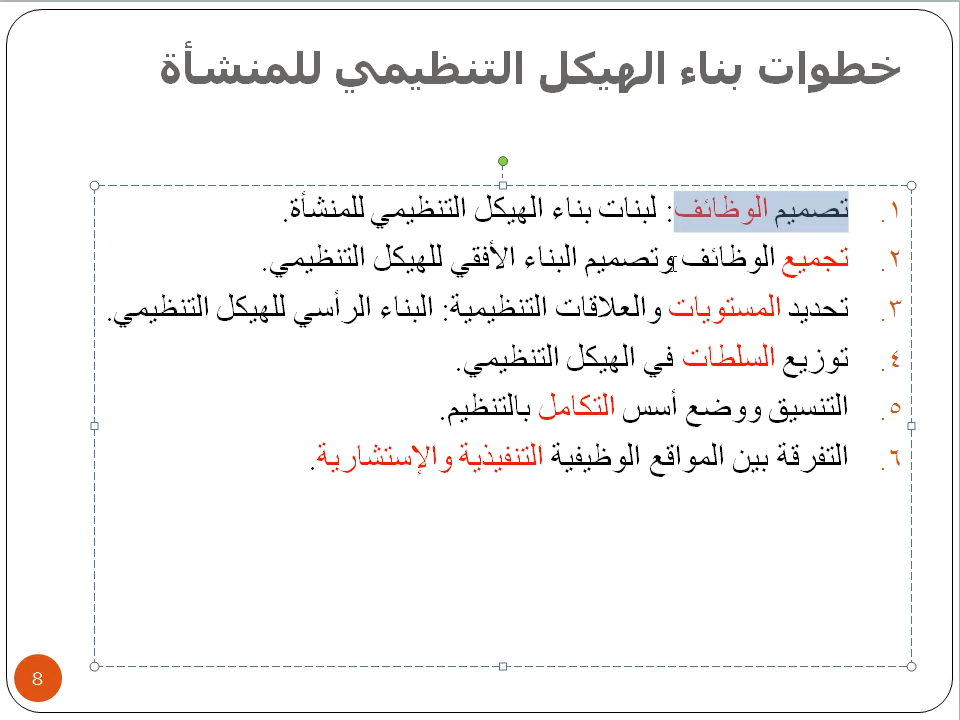 خطوات بناء الهيكل التنظيمي للمنشأة
١. تصميم الوظائف: لبنات بناء الهيكل التنظيمي للمنشأة.
٢. تجميع الوظائف وتصميم البناء الأفقي للهيكل التنظيمي.
٣. تحديد المستويات والعلاقات التنظيمية: البناء الرأسي للهيكل التنظيمي.
٤. توزيع السلطات في الهيكل التنظيمي.
٥. التنسيق ووضع أسس التكامل بالتنظيم.
٦. التفرقة بين المواقع الوظيفية التنفيذية والإستشارية.
8